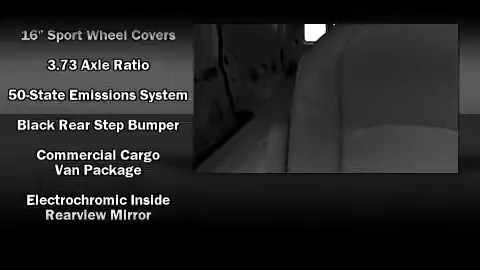 16" Sport Wheel Covers
3.73 Axle Ratio
50-State Emissions System
Black Rear Step Bumper
Commercial Cargo
Van Package
Electrochromic Inside
Rearview Mirror